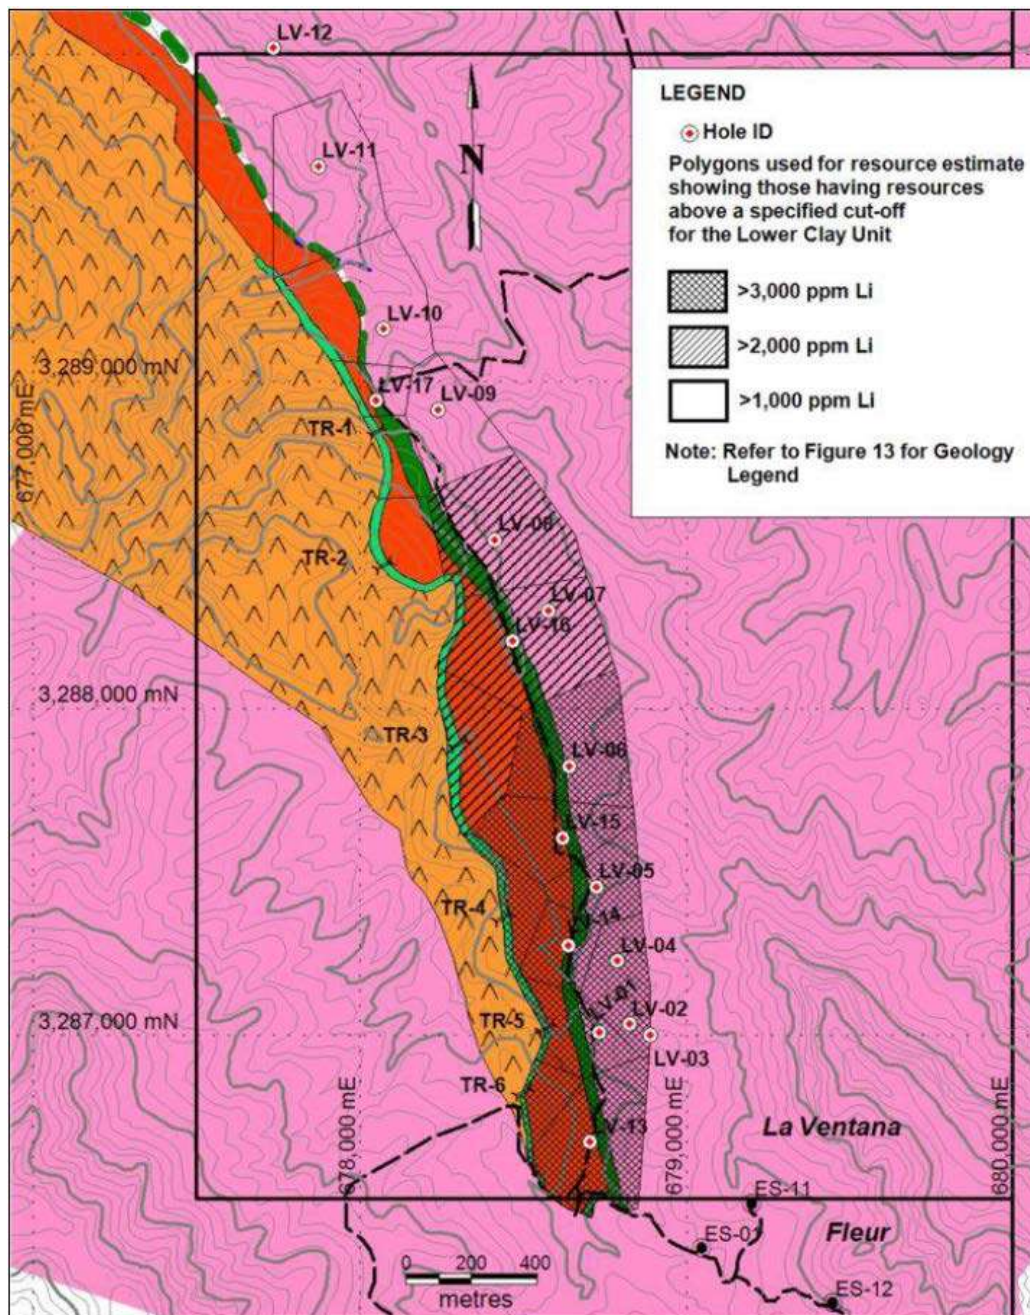 LV-12
LEGEND
Hole ID
Polygons used for resource estimate
showing those having resources
above a specified cut-off
for the Lower Clay Unit
>3,000 ppm Li
>2,000 ppm Li
>1,000 ppm Li
Note: Refer to Figure 13 for Geology
Legend
LV-11
N
LV-10
3,289,000 mN
LV-17
LV-09
TR-1
677,000 mE
LV-08
TR-2
LV-07
LV-16
3,288,000 mN
TR-3
LV-06
LV-15
LV-05
TR-4
LV-14
LV-04
LV-01
LV-02
3,287,000 mN
TR-5
LV-03
TR-6
678,000 mE
679,000 mE
680,000 mE
La Ventana
LV-13
ES-11
ES-01
Fleur
0 200 400
metres
ES-12